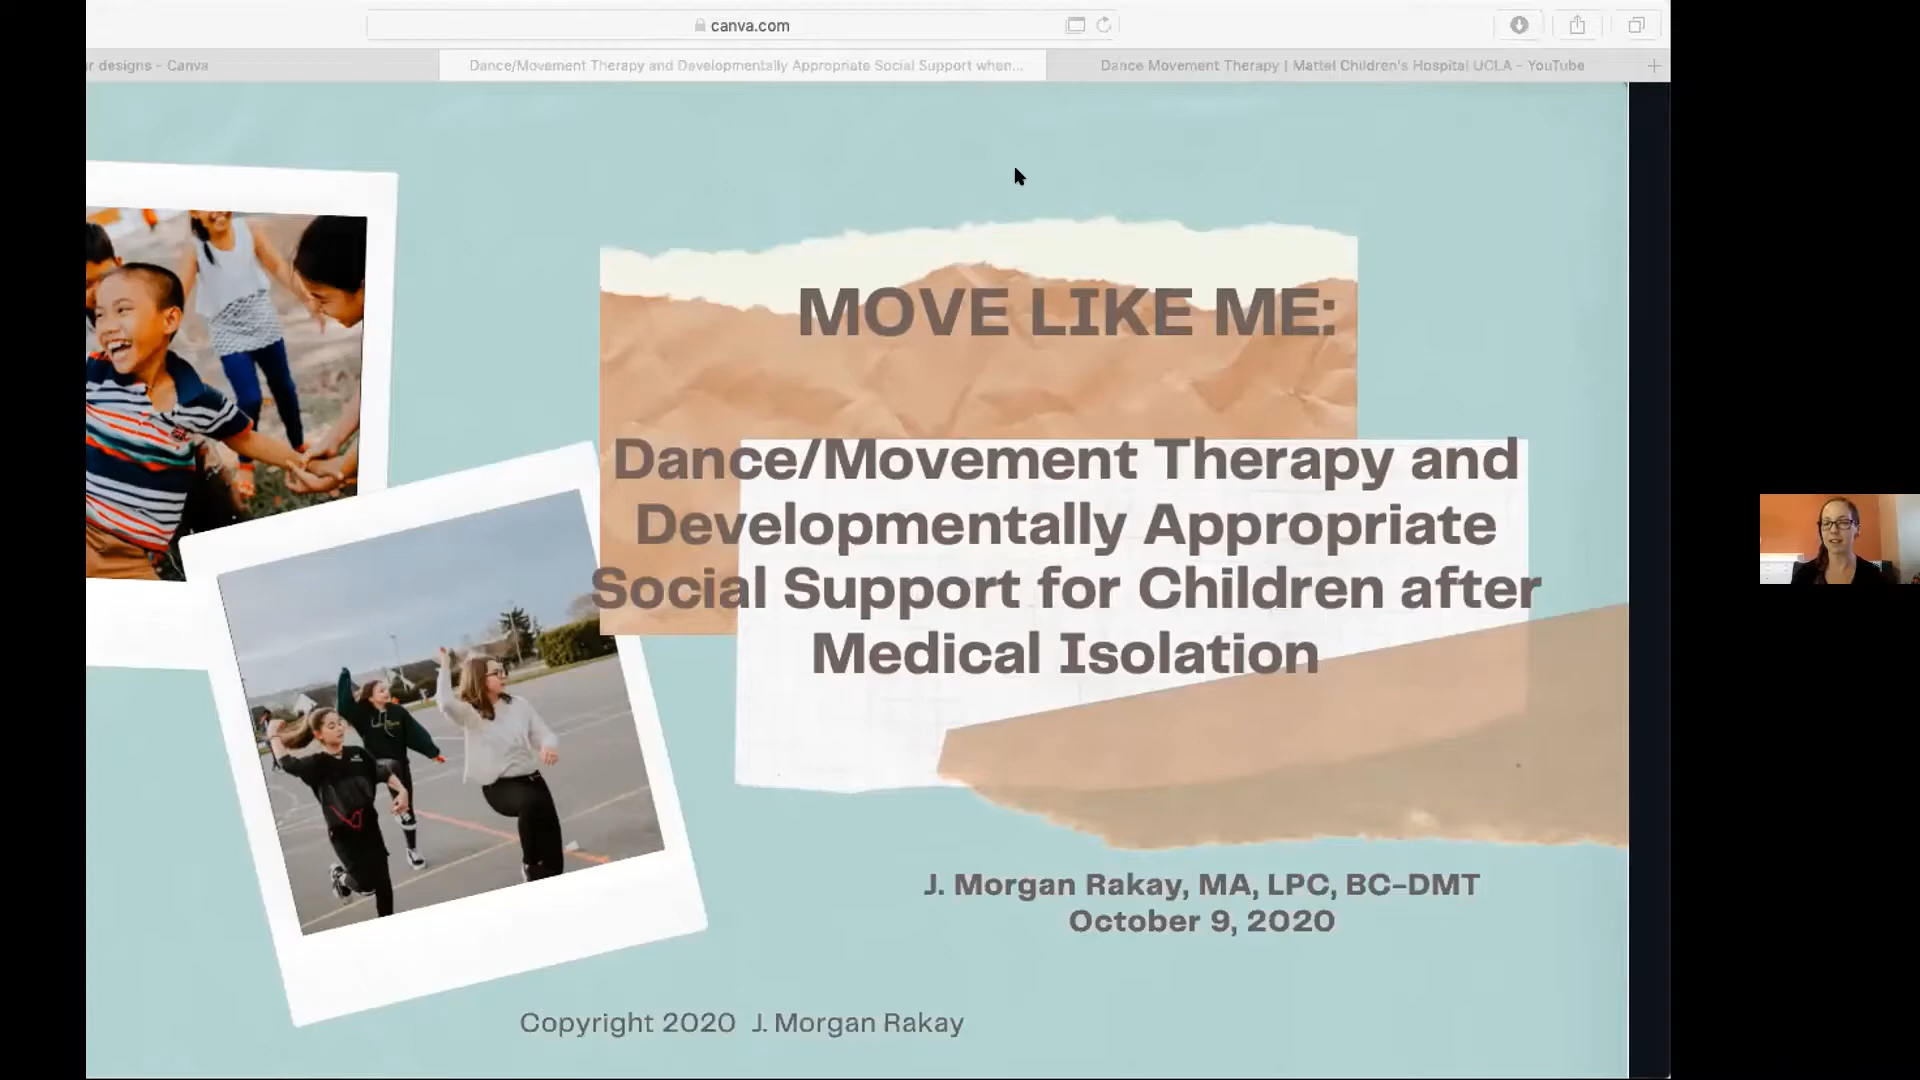 canva.com
r designs - Canva
Dance/Movement Therapy and Developmentally Appropriate Social Support when...
Dance Movement Therapy | Mattel Children's Hospital UCLA - YouTube
MOVE LIKE ME:
Dance/Movement Therapy and
Developmentally Appropriate
Social Support for Children after
Medical Isolation
J. Morgan Rakay, MA, LPC, BC-DMT
October 9, 2020
Copyright 2020 J. Morgan Rakay